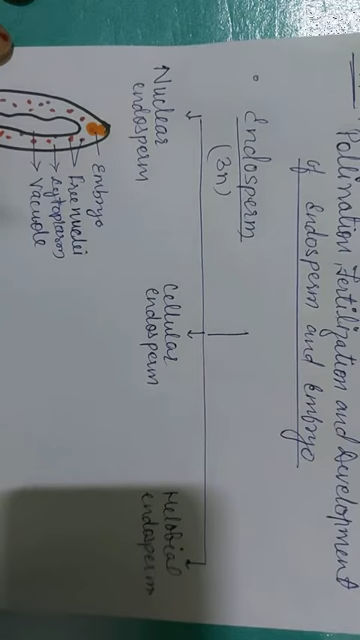 Pollination, Fertilization and Development
of endosperm and Embryo
Endosperm
(3n)
Nuclear
endosperm
Cellular
endosperm
Helobial
endosperm
Embryo
Free nuclei
Cytoplasm
Vacuole